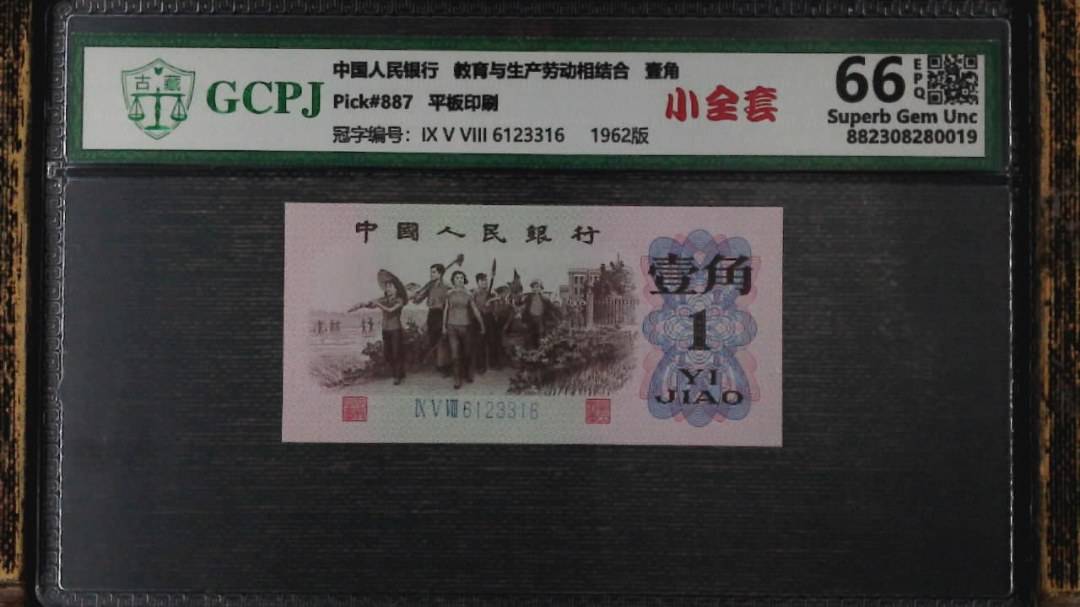 古藏
GCPJ
中国人民银行 教育与生产劳动相结合 壹角
Pick#887 平板印刷
冠字编号: IX V VIII 6123316 1962版
小全套
66 EPQ
Superb Gem Unc
882308280019
中國人民銀行
壹角
1
YI
JIAO
IX V VIII 6123316